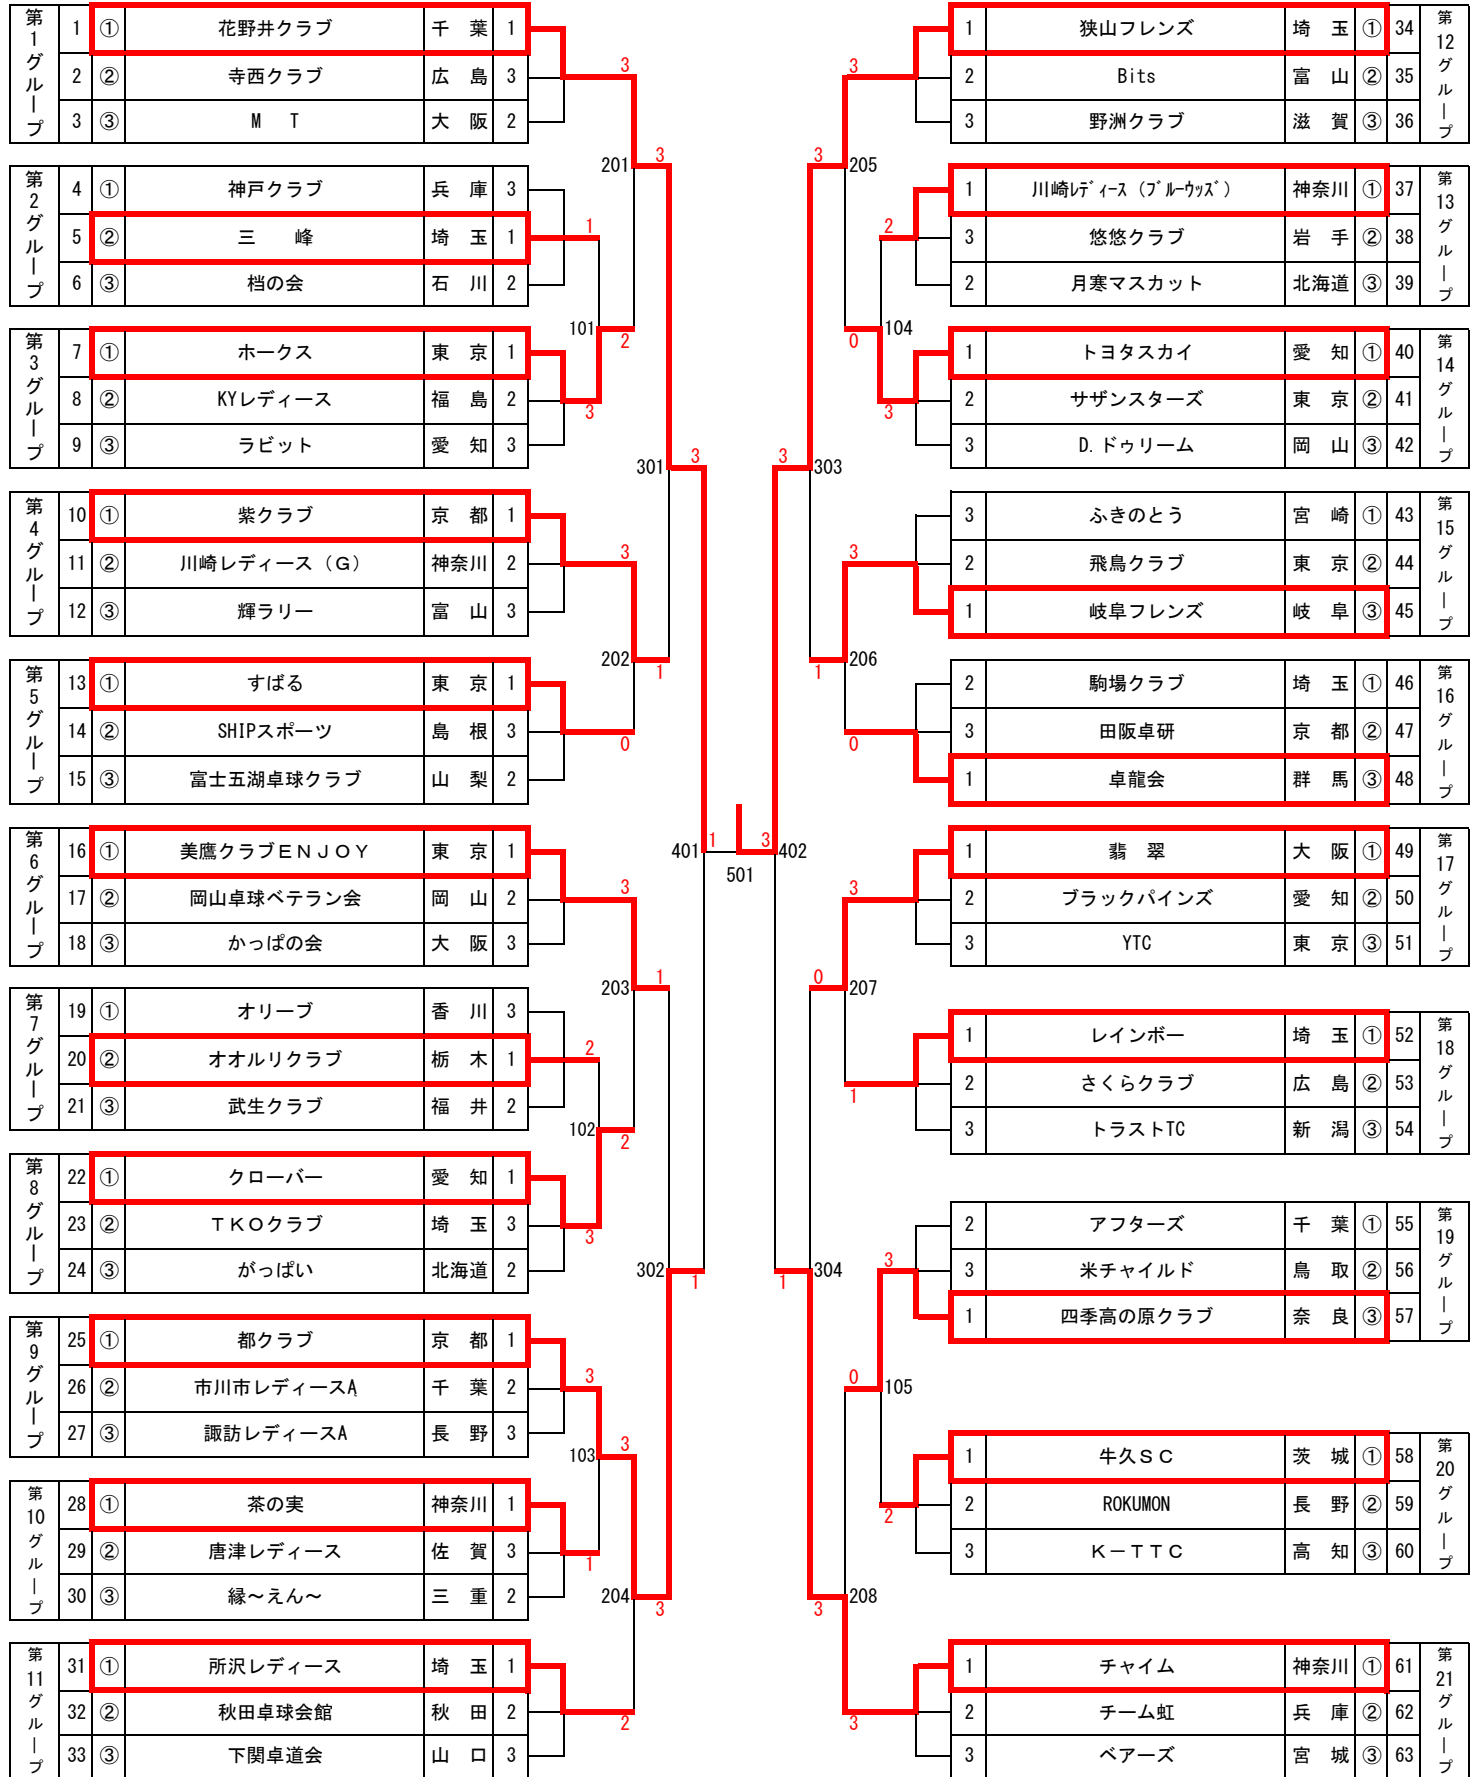 第1グループ
1 ① 花野井クラブ 千 葉 1
2 ② 寺西クラブ 広 島 3
3 ③ M T 大 阪 2
第2グループ
4 ① 神戸クラブ 兵 庫 3
5 ② 三 峰 埼 玉 1
6 ③ 档の会 石 川 2
第3グループ
7 ① ホークス 東 京 1
8 ② KYレディース 福 島 2
9 ③ ラビット 愛 知 3
第4グループ
10 ① 紫クラブ 京 都 1
11 ② 川崎レディース（G） 神奈川 2
12 ③ 輝ラリー 富 山 3
第5グループ
13 ① すばる 東 京 1
14 ② SHIPスポーツ 島 根 3
15 ③ 富士五湖卓球クラブ 山 梨 2
第6グループ
16 ① 美鷹クラブＥＮＪＯＹ 東 京 1
17 ② 岡山卓球ベテラン会 岡 山 2
18 ③ かっぱの会 大 阪 3
第7グループ
19 ① オリーブ 香 川 3
20 ② オオルリクラブ 栃 木 1
21 ③ 武生クラブ 福 井 2
第8グループ
22 ① クローバー 愛 知 1
23 ② ＴＫＯクラブ 埼 玉 3
24 ③ がっぱい 北海道 2
第9グループ
25 ① 都クラブ 京 都 1
26 ② 市川市レディースA 千 葉 2
27 ③ 諏訪レディースA 長 野 3
第10グループ
28 ① 茶の実 神奈川 1
29 ② 唐津レディース 佐 賀 3
30 ③ 縁～えん～ 三 重 2
第11グループ
31 ① 所沢レディース 埼 玉 1
32 ② 秋田卓球会館 秋 田 2
33 ③ 下関卓道会 山 口 3
3
201
3
1
101
2
3
301
3
3
202
1
0
401
1
3
203
1
2
102
2
3
302
1
3
103
3
1
204
3
2
501
3
205
3
2
104
0
3
303
3
3
206
1
0
402
3
3
207
0
1
304
1
3
105
0
2
208
3
3
1 狭山フレンズ 埼 玉 ① 34
2 Bits 富 山 ② 35
3 野洲クラブ 滋 賀 ③ 36
第12グループ
1 川崎ﾚﾃﾞｨｰｽ（ﾌﾞﾙｰｳｯｽﾞ） 神奈川 ① 37
3 悠悠クラブ 岩 手 ② 38
2 月寒マスカット 北海道 ③ 39
第13グループ
1 トヨタスカイ 愛 知 ① 40
2 サザンスターズ 東 京 ② 41
3 D.ドゥリーム 岡 山 ③ 42
第14グループ
3 ふきのとう 宮 崎 ① 43
2 飛鳥クラブ 東 京 ② 44
1 岐阜フレンズ 岐 阜 ③ 45
第15グループ
2 駒場クラブ 埼 玉 ① 46
3 田阪卓研 京 都 ② 47
1 卓龍会 群 馬 ③ 48
第16グループ
1 翡 翠 大 阪 ① 49
2 ブラックパインズ 愛 知 ② 50
3 YTC 東 京 ③ 51
第17グループ
1 レインボー 埼 玉 ① 52
2 さくらクラブ 広 島 ② 53
3 トラストTC 新 潟 ③ 54
第18グループ
2 アフターズ 千 葉 ① 55
3 米チャイルド 鳥 取 ② 56
1 四季高の原クラブ 奈 良 ③ 57
第19グループ
1 牛久ＳＣ 茨 城 ① 58
2 ROKUMON 長 野 ② 59
3 Ｋ－ＴＴＣ 高 知 ③ 60
第20グループ
1 チャイム 神奈川 ① 61
2 チーム虹 兵 庫 ② 62
3 ベアーズ 宮 城 ③ 63
第21グループ